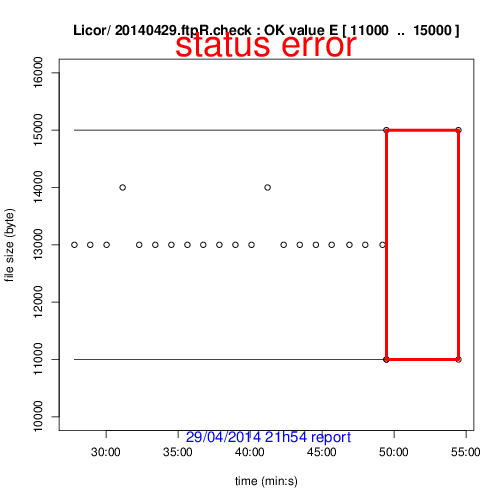 Licor/ 20140429.ftpR.check : OK value E [ 11000 .. 15000 ]
status error
file size (byte)
16000
15000
14000
13000
12000
11000
10000
29/04/2014 21h54 report
30:00 35:00 40:00 45:00 50:00 55:00
time (min:s)